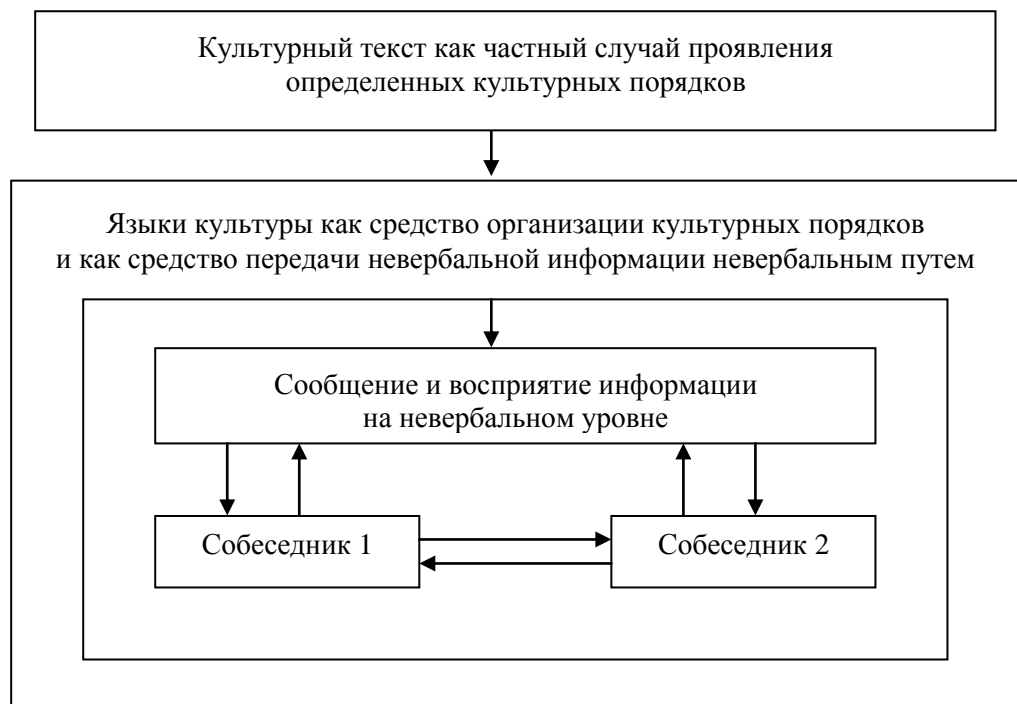 Культурный текст как частный случай проявления
определенных культурных порядков
Языки культуры как средство организации культурных порядков
и как средство передачи невербальной информации невербальным путем
Сообщение и восприятие информации
на невербальном уровне
Собеседник 1
Собеседник 2